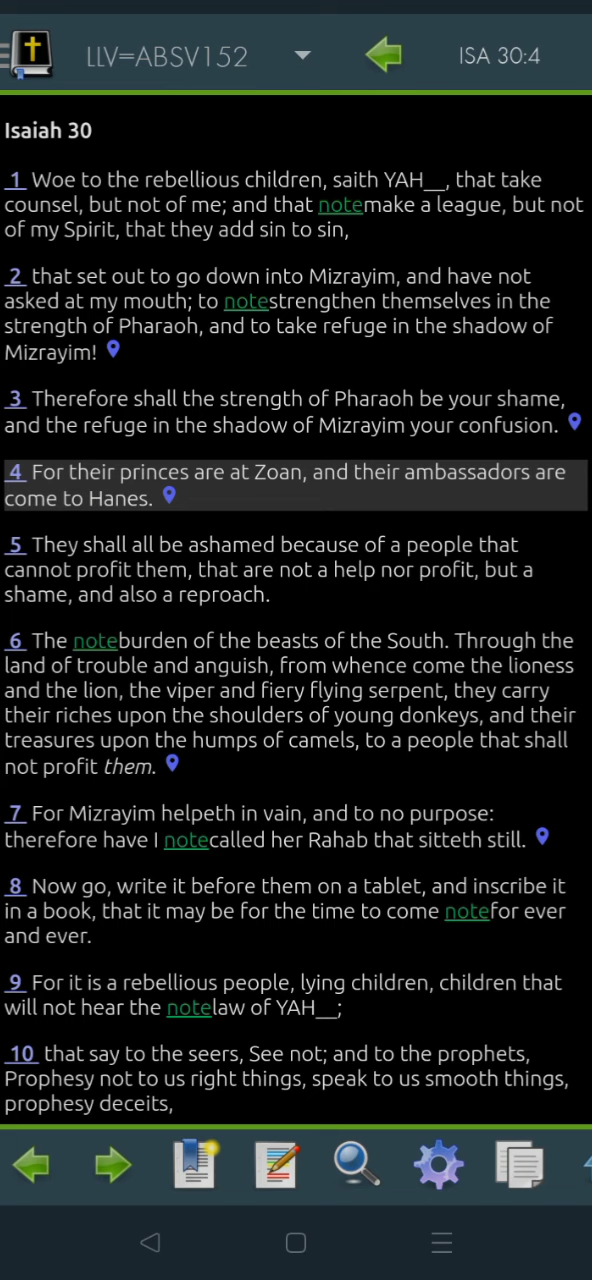 LLV=ABSV152
ISA 30:4
Isaiah 30
1 Woe to the rebellious children, saith YAH__, that take
counsel, but not of me; and that notemake a league, but not
of my Spirit, that they add sin to sin,
2 that set out to go down into Mizrayim, and have not
asked at my mouth; to notestrengthen themselves in the
strength of Pharaoh, and to take refuge in the shadow of
Mizrayim!
3 Therefore shall the strength of Pharaoh be your shame,
and the refuge in the shadow of Mizrayim your confusion.
4 For their princes are at Zoan, and their ambassadors are
come to Hanes.
5 They shall all be ashamed because of a people that
cannot profit them, that are not a help nor profit, but a
shame, and also a reproach.
6 The noteburden of the beasts of the South. Through the
land of trouble and anguish, from whence come the lioness
and the lion, the viper and fiery flying serpent, they carry
their riches upon the shoulders of young donkeys, and their
treasures upon the humps of camels, to a people that shall
not profit them.
7 For Mizrayim helpeth in vain, and to no purpose:
therefore have I notecalled her Rahab that sitteth still.
8 Now go, write it before them on a tablet, and inscribe it
in a book, that it may be for the time to come notefor ever
and ever.
9 For it is a rebellious people, lying children, children that
will not hear the notelaw of YAH__;
10 that say to the seers, See not; and to the prophets,
Prophesy not to us right things, speak to us smooth things,
prophesy deceits,